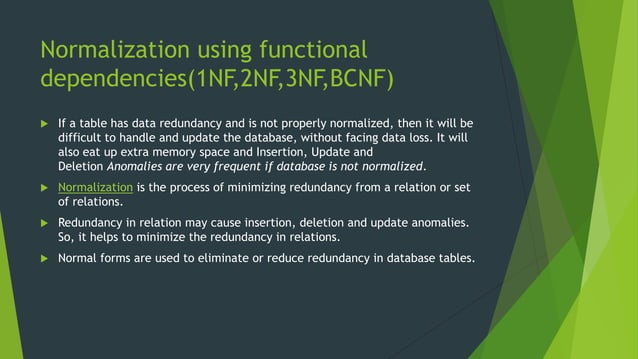 Normalization using functional
dependencies(1NF,2NF,3NF,BCNF)
If a table has data redundancy and is not properly normalized, then it will be
difficult to handle and update the database, without facing data loss. It will
also eat up extra memory space and Insertion, Update and
Deletion Anomalies are very frequent if database is not normalized.
Normalization is the process of minimizing redundancy from a relation or set
of relations.
Redundancy in relation may cause insertion, deletion and update anomalies.
So, it helps to minimize the redundancy in relations.
Normal forms are used to eliminate or reduce redundancy in database tables.